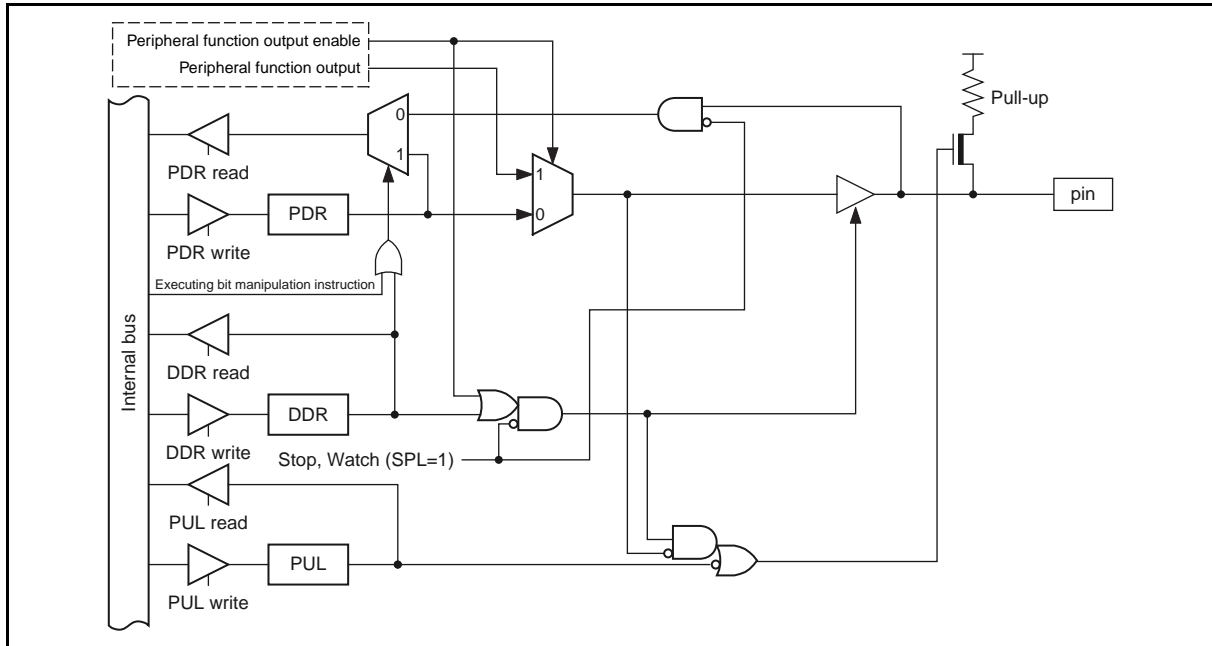 Peripheral function output enable
Peripheral function output
Pull-up
0
1
PDR read
1
pin
PDR
0
PDR write
Executing bit manipulation instruction
Internal bus
DDR read
DDR
DDR write
Stop, Watch (SPL=1)
PUL read
PUL
PUL write